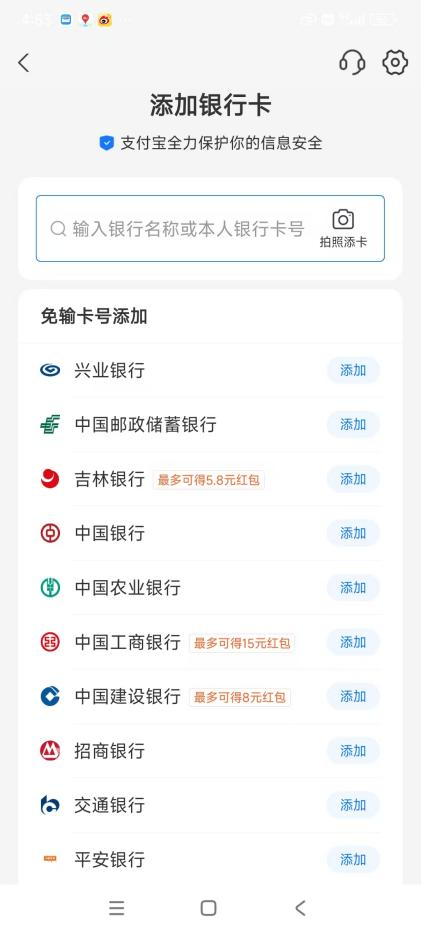 添加银行卡
支付宝全力保护你的信息安全
输入银行名称或本人银行卡号
拍照添卡
免输卡号添加
兴业银行 添加
中国邮政储蓄银行 添加
吉林银行 最多可得5.8元红包 添加
中国银行 添加
中国农业银行 添加
中国工商银行 最多可得15元红包 添加
中国建设银行 最多可得8元红包 添加
招商银行 添加
交通银行 添加
平安银行 添加